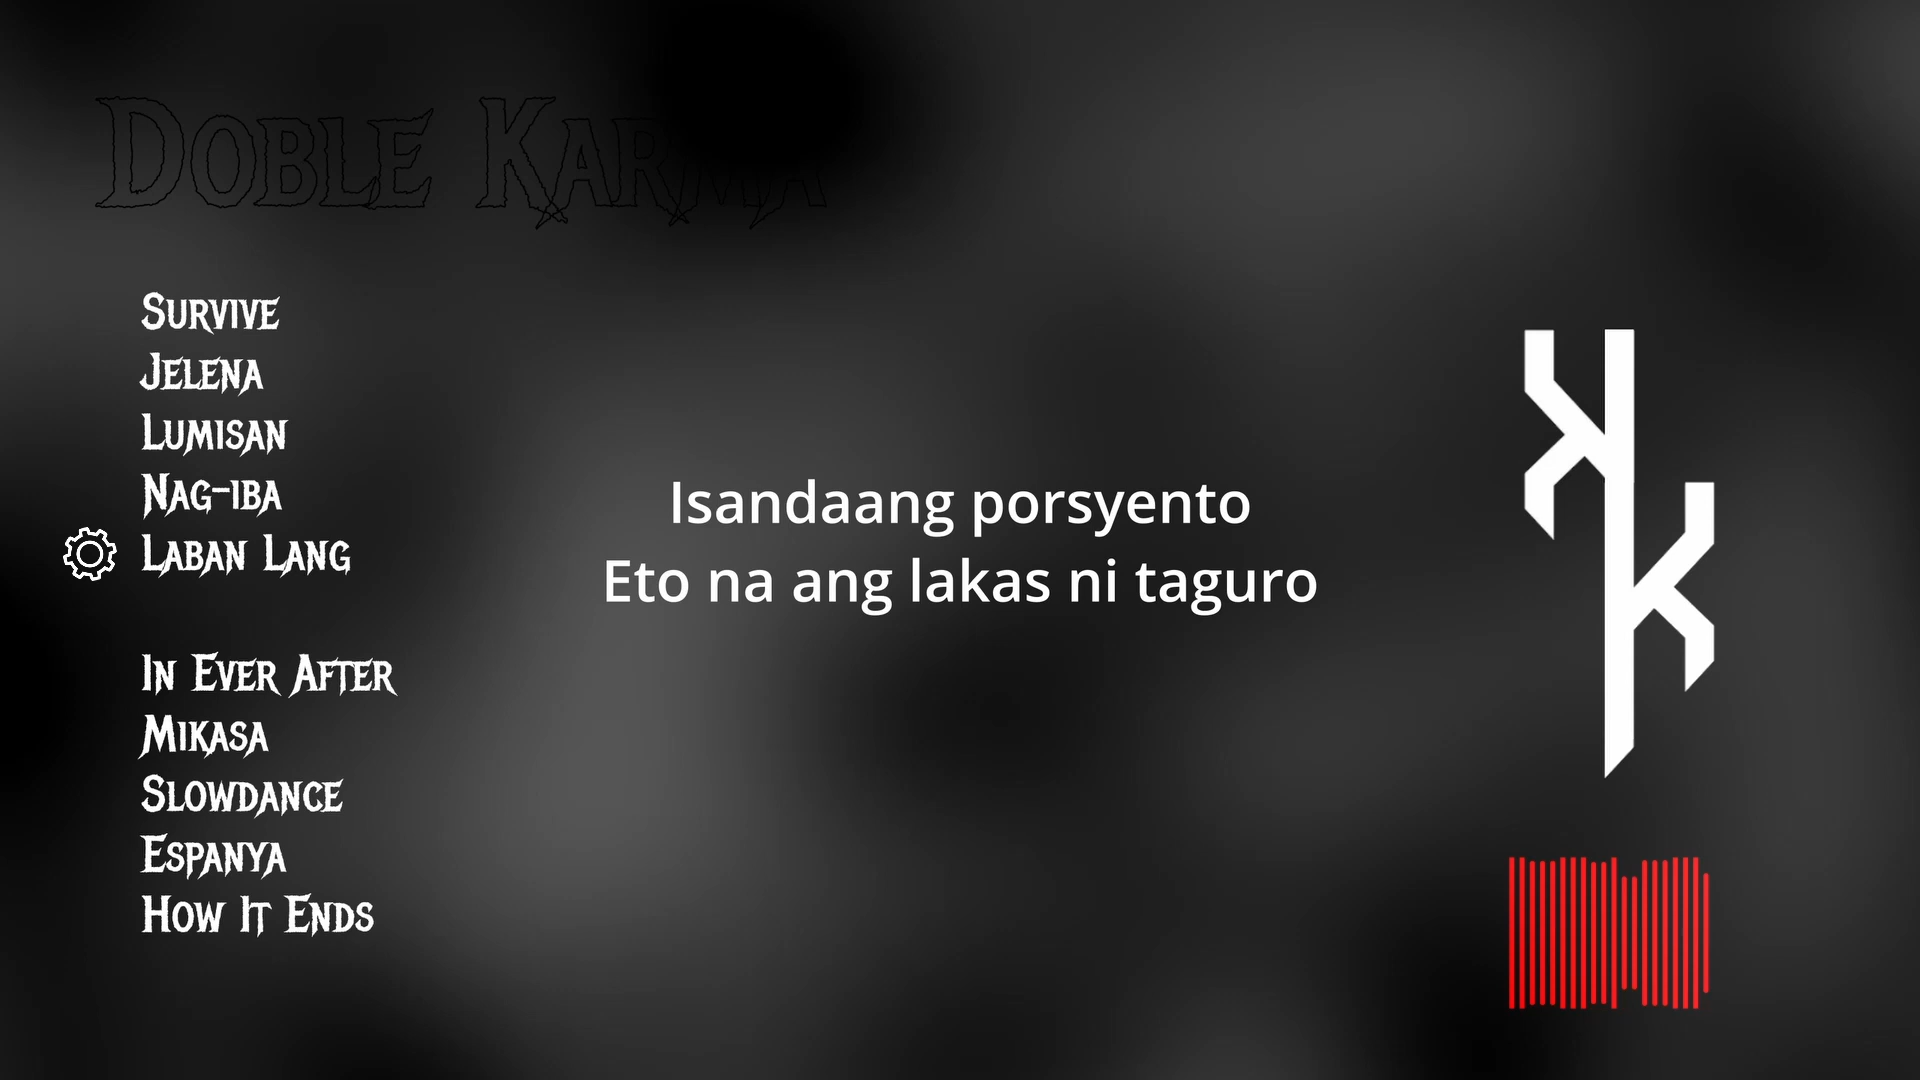 Doble Karma
Survive
Jelena
Lumisan
Nag-iba
Laban Lang
In Ever After
Mikasa
Slowdance
Espanya
How It Ends
Isandaang porsyento
Eto na ang lakas ni taguro